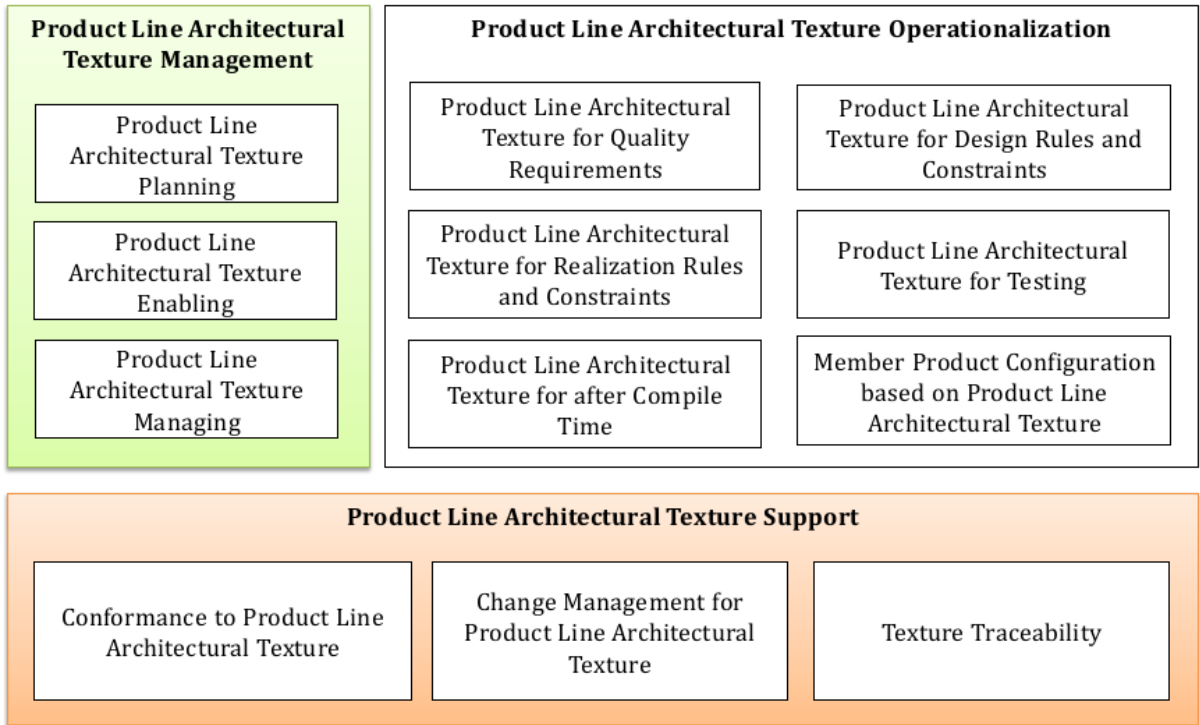 Product Line Architectural
Texture Management
Product Line
Architectural Texture
Planning
Product Line
Architectural Texture
Enabling
Product Line
Architectural Texture
Managing
Product Line Architectural Texture Operationalization
Product Line Architectural
Texture for Quality
Requirements
Product Line Architectural
Texture for Design Rules and
Constraints
Product Line Architectural
Texture for Realization Rules
and Constraints
Product Line Architectural
Texture for Testing
Product Line Architectural
Texture for after Compile
Time
Member Product Configuration
based on Product Line
Architectural Texture
Product Line Architectural Texture Support
Conformance to Product Line
Architectural Texture
Change Management for
Product Line Architectural
Texture
Texture Traceability